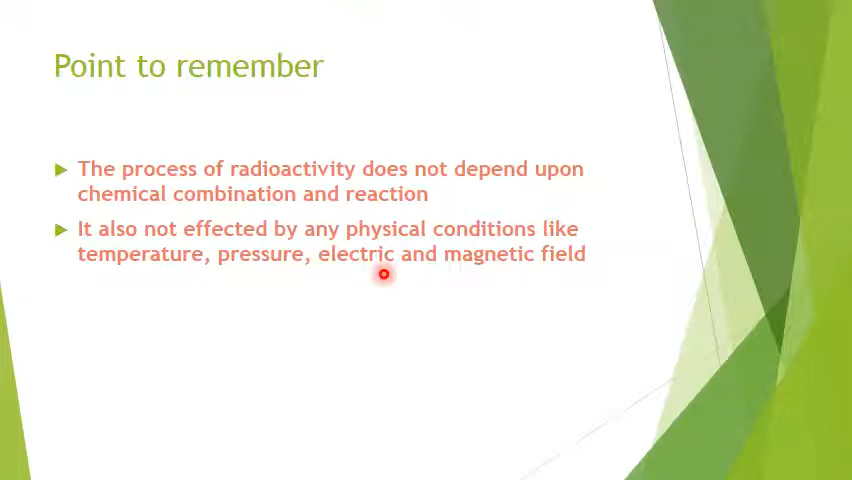 Point to remember
The process of radioactivity does not depend upon
chemical combination and reaction
It also not effected by any physical conditions like
temperature, pressure, electric and magnetic field